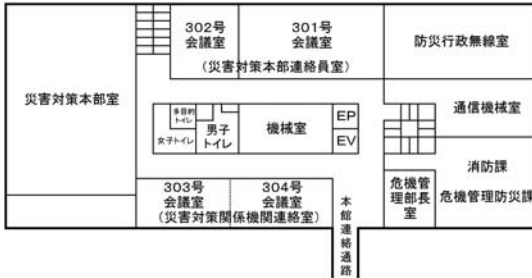 302号
会議室
301号
会議室
(災害対策本部連絡員室)
防災行政無線室
災害対策本部室
多目的
トイレ
女子トイレ
男子
トイレ
機械室
EP
EV
通信機械室
消防課
危機管理防災課
危機管
理部長
室
303号
会議室
304号
会議室
(災害対策関係機関連絡室)
本館連絡通路